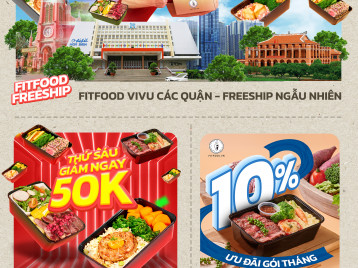 FITFOOD
FREESHIP
FITFOOD VIVU CÁC QUẬN - FREESHIP NGẪU NHIÊN
THỨ SÁU
GIẢM NGAY
50K
10%
ƯU ĐÃI GÓI THÁNG